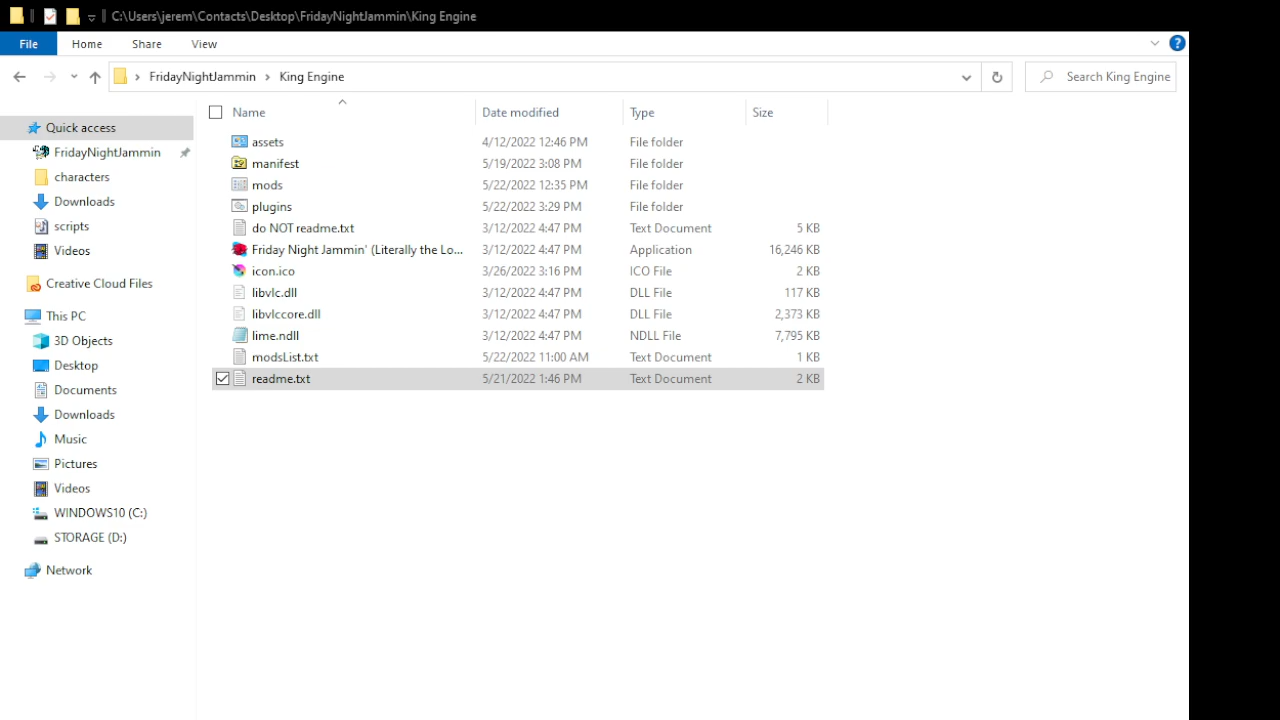 C:\Users\jerem\Contacts\Desktop\FridayNightJammin\King Engine
File Home Share View
FridayNightJammin King Engine Search King Engine
Name Date modified Type Size
Quick access
FridayNightJammin
characters
Downloads
scripts
Videos
Creative Cloud Files
This PC
3D Objects
Desktop
Documents
Downloads
Music
Pictures
Videos
WINDOWS10 (C:)
STORAGE (D:)
Network
assets 4/12/2022 12:46 PM File folder
manifest 5/19/2022 3:08 PM File folder
mods 5/22/2022 12:35 PM File folder
plugins 5/22/2022 3:29 PM File folder
do NOT readme.txt 3/12/2022 4:47 PM Text Document 5 KB
Friday Night Jammin' (Literally the Lo... 3/12/2022 4:47 PM Application 16,246 KB
icon.ico 3/26/2022 3:16 PM ICO File 2 KB
libvlc.dll 3/12/2022 4:47 PM DLL File 117 KB
libvlccore.dll 3/12/2022 4:47 PM DLL File 2,373 KB
lime.ndll 3/12/2022 4:47 PM NDLL File 7,795 KB
modsList.txt 5/22/2022 11:00 AM Text Document 1 KB
readme.txt 5/21/2022 1:46 PM Text Document 2 KB